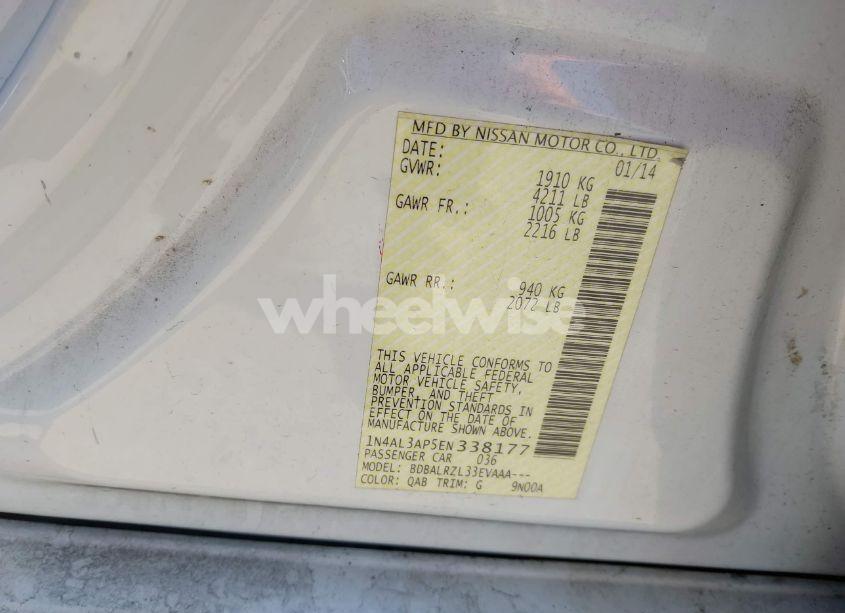 MFD BY NISSAN MOTOR CO., LTD.
DATE: 01/14
GVWR: 1910 KG
4211 LB
GAWR FR.: 1005 KG
2216 LB
GAWR RR.: 940 KG
2072 LB
wheelwise
THIS VEHICLE CONFORMS TO
ALL APPLICABLE FEDERAL
MOTOR VEHICLE SAFETY,
BUMPER, AND THEFT
PREVENTION STANDARDS IN
EFFECT ON THE DATE OF
MANUFACTURE SHOWN ABOVE.
1N4AL3AP5EN338177
PASSENGER CAR 036
MODEL: BDBALRZL33EVAAA---
COLOR: QAB TRIM: G 9N00A